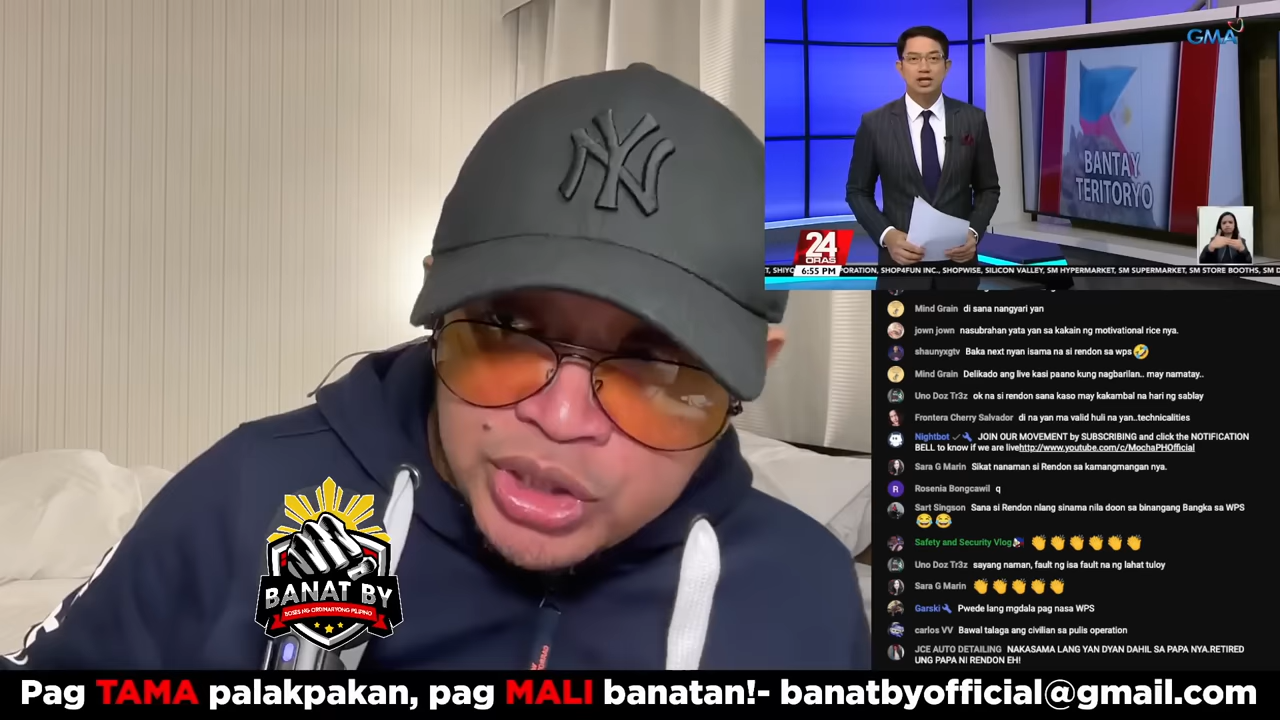 NY
GMA
BANTAY
TERITORYO
24
ORAS
6:55 PM
T, SHIYO
PORATION, SHOP4FUN INC., SHOPWISE, SILICON VALLEY, SM HYPERMARKET, SM SUPERMARKET, SM STORE BOOTHS, SM D
Mind Grain di sana nangyari yan
jown jown nasubrahan yata yan sa kakain ng motivational rice nya.
shaunyxgtv Baka next nyan isama na si rendon sa wps🤣
Mind Grain Delikado ang live kasi paano kung nagbarilan.. may namatay..
Uno Doz Tr3z ok na si rendon sana kaso may kakambal na hari ng sablay
Frontera Cherry Salvador di na yan ma valid huli na yan..technicalities
Nightbot JOIN OUR MOVEMENT by SUBSCRIBING and click the NOTIFICATION
BELL to know if we are livehttp://www.youtube.com/c/MochaPHOfficial
Sara G Marin Sikat nanaman si Rendon sa kamangmangan nya.
R Rosenia Bongcawil q
Sart Singson Sana si Rendon nlang sinama nila doon sa binangang Bangka sa WPS
😂😂
Safety and Security Vlog🇵🇭 👏👏👏👏👏👏
Uno Doz Tr3z sayang naman, fault ng isa fault na ng lahat tuloy
Sara G Marin 👏👏👏👏👏
Garski Pwede lang mgdala pag nasa WPS
carlos VV Bawal talaga ang civilian sa pulis operation
JCE AUTO DETAILING NAKASAMA LANG YAN DYAN DAHIL SA PAPA NYA.RETIRED
UNG PAPA NI RENDON EH!
BANAT BY
BOSES NG ORDINARYONG PILIPINO
Pag TAMA palakpakan, pag MALI banatan!- banatbyofficial@gmail.com